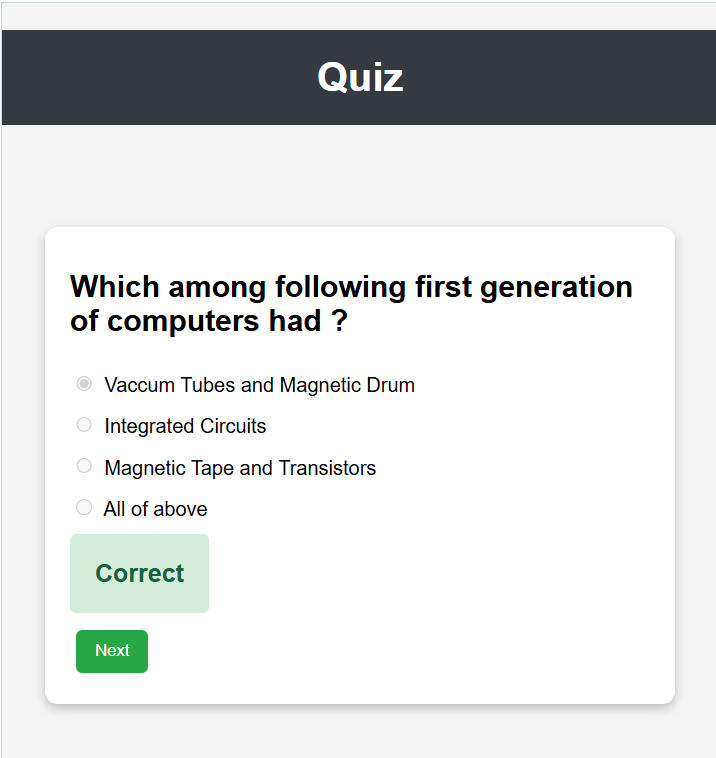 Quiz
Which among following first generation
of computers had ?
Vaccum Tubes and Magnetic Drum
Integrated Circuits
Magnetic Tape and Transistors
All of above
Correct
Next